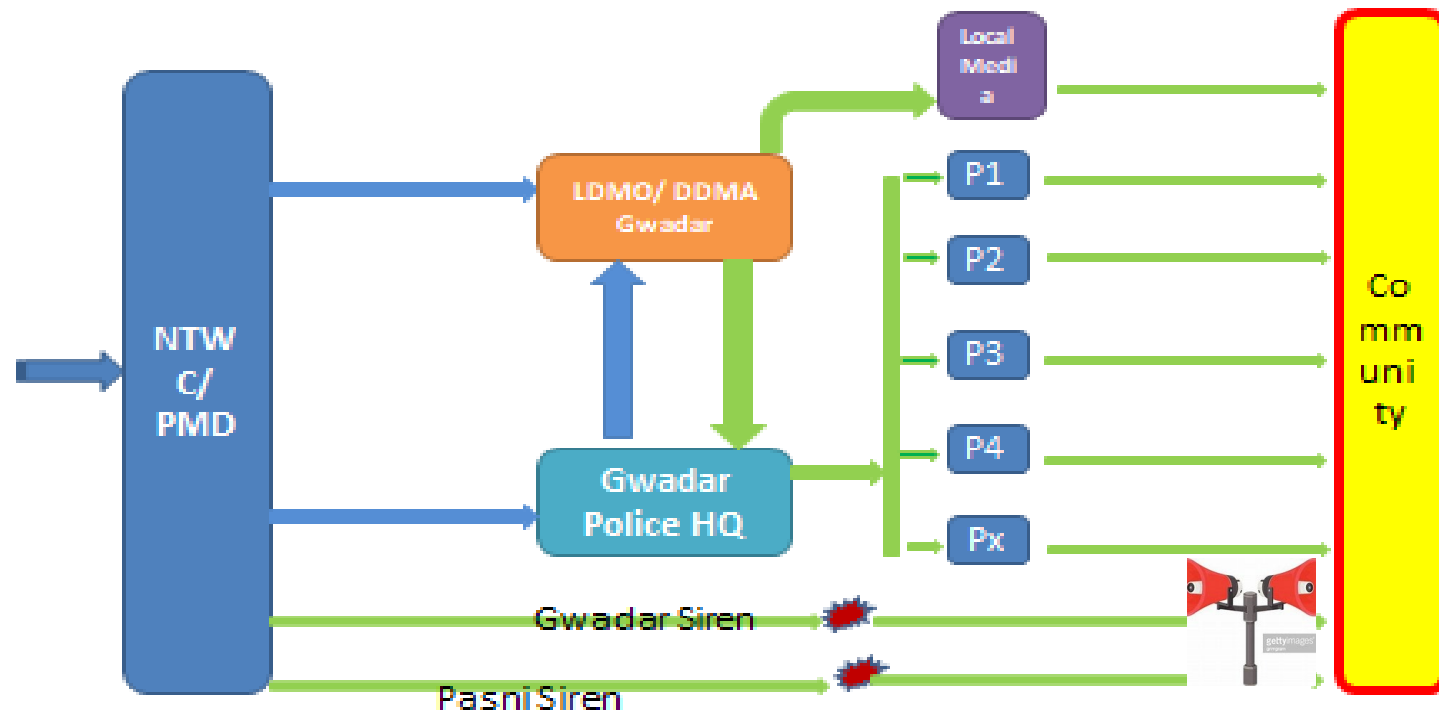 Local
Medi
a
P1
LDMO/ DDMA
Gwadar
P2
Co
mm
uni
ty
NTW
C/
PMD
P3
P4
Gwadar
Police HQ
Px
Gwadar Siren
gettyimages
Pasni Siren